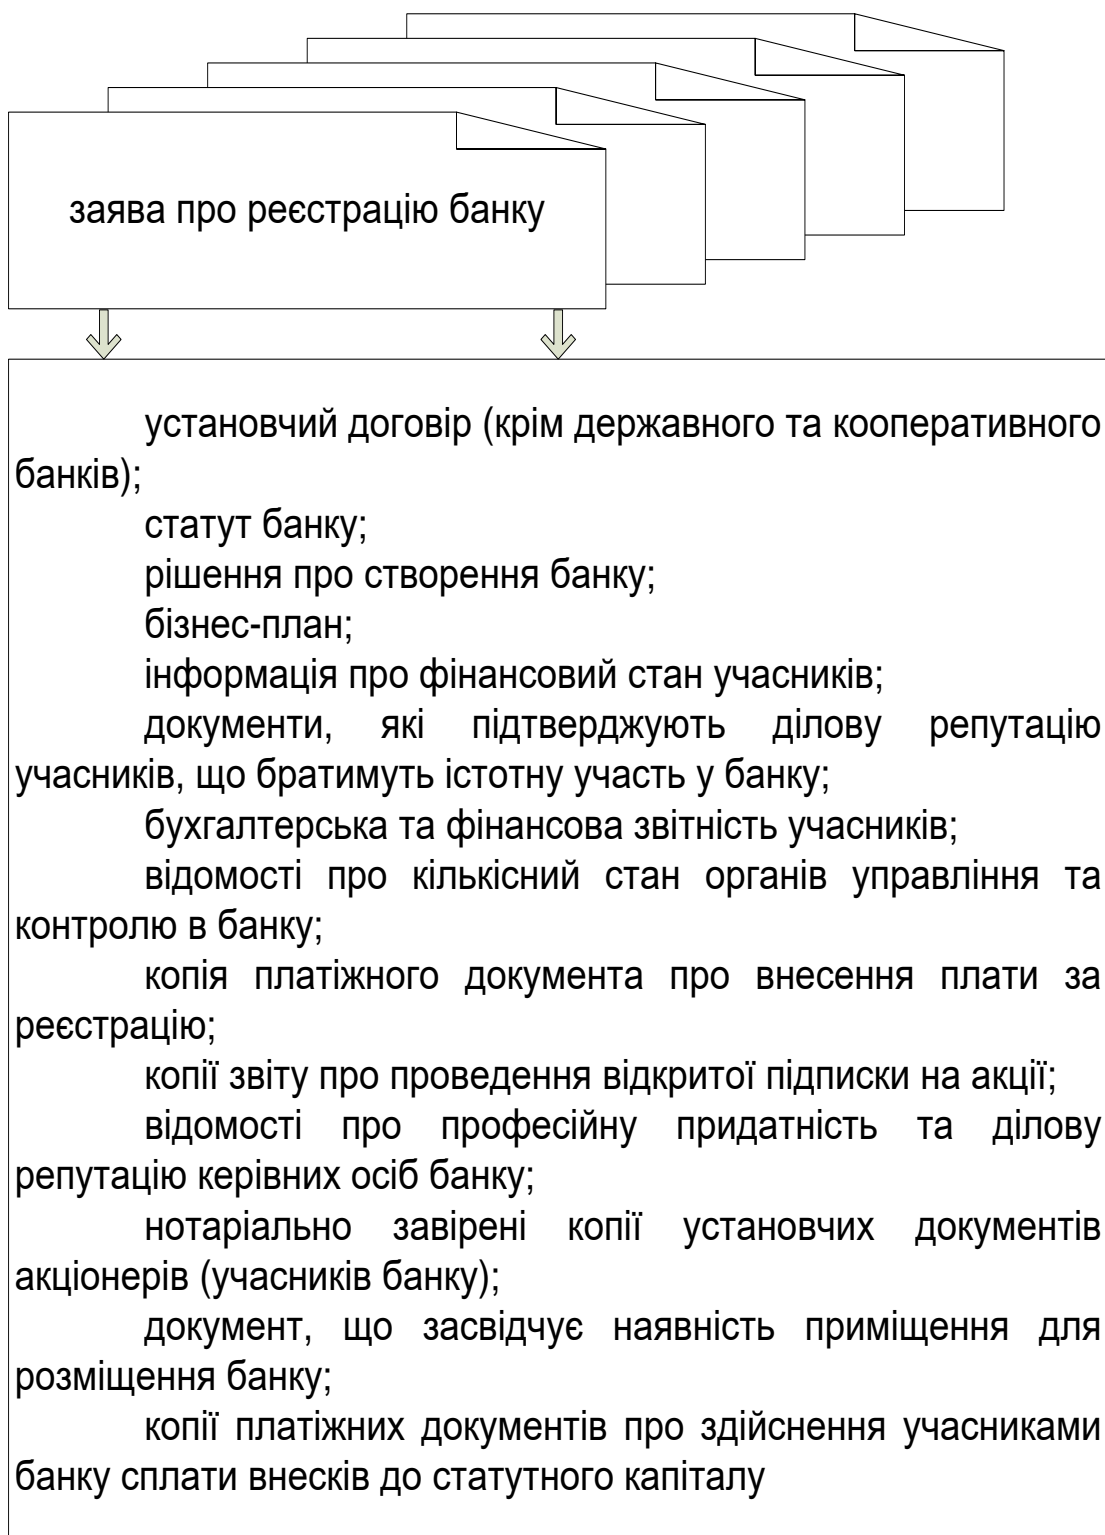 заява про реєстрацію банку
установчий договір (крім державного та кооперативного
банків);
статут банку;
рішення про створення банку;
бізнес-план;
інформація про фінансовий стан учасників;
документи, які підтверджують ділову репутацію
учасників, що братимуть істотну участь у банку;
бухгалтерська та фінансова звітність учасників;
відомості про кількісний стан органів управління та
контролю в банку;
копія платіжного документа про внесення плати за
реєстрацію;
копії звіту про проведення відкритої підписки на акції;
відомості про професійну придатність та ділову
репутацію керівних осіб банку;
нотаріально завірені копії установчих документів
акціонерів (учасників банку);
документ, що засвідчує наявність приміщення для
розміщення банку;
копії платіжних документів про здійснення учасниками
банку сплати внесків до статутного капіталу